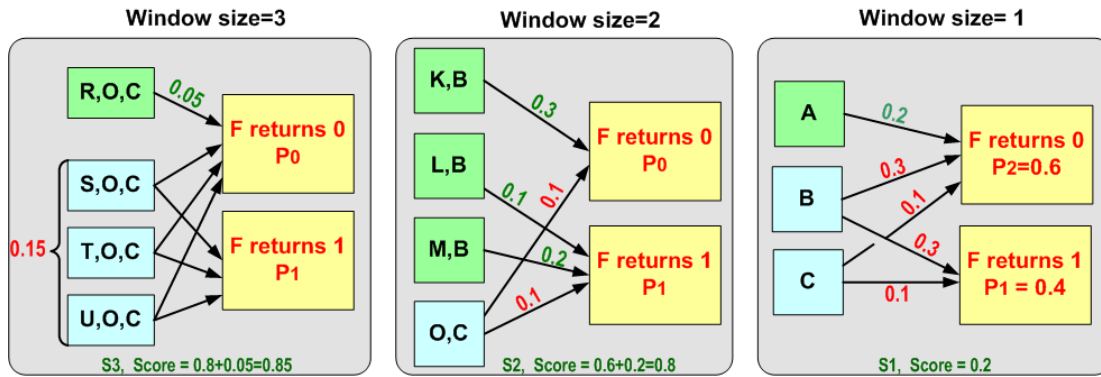 Window size=3
R,O,C
0.05
F returns 0
P0
S,O,C
0.15
T,O,C
F returns 1
P1
U,O,C
S3, Score = 0.8+0.05=0.85
Window size=2
K,B
0.3
F returns 0
P0
L,B
0.1
0.1
M,B
0.2
F returns 1
P1
O,C
0.1
S2, Score = 0.6+0.2=0.8
Window size= 1
A
0.2
F returns 0
P2=0.6
B
0.3
0.1
0.3
C
0.1
F returns 1
P1 = 0.4
S1, Score = 0.2